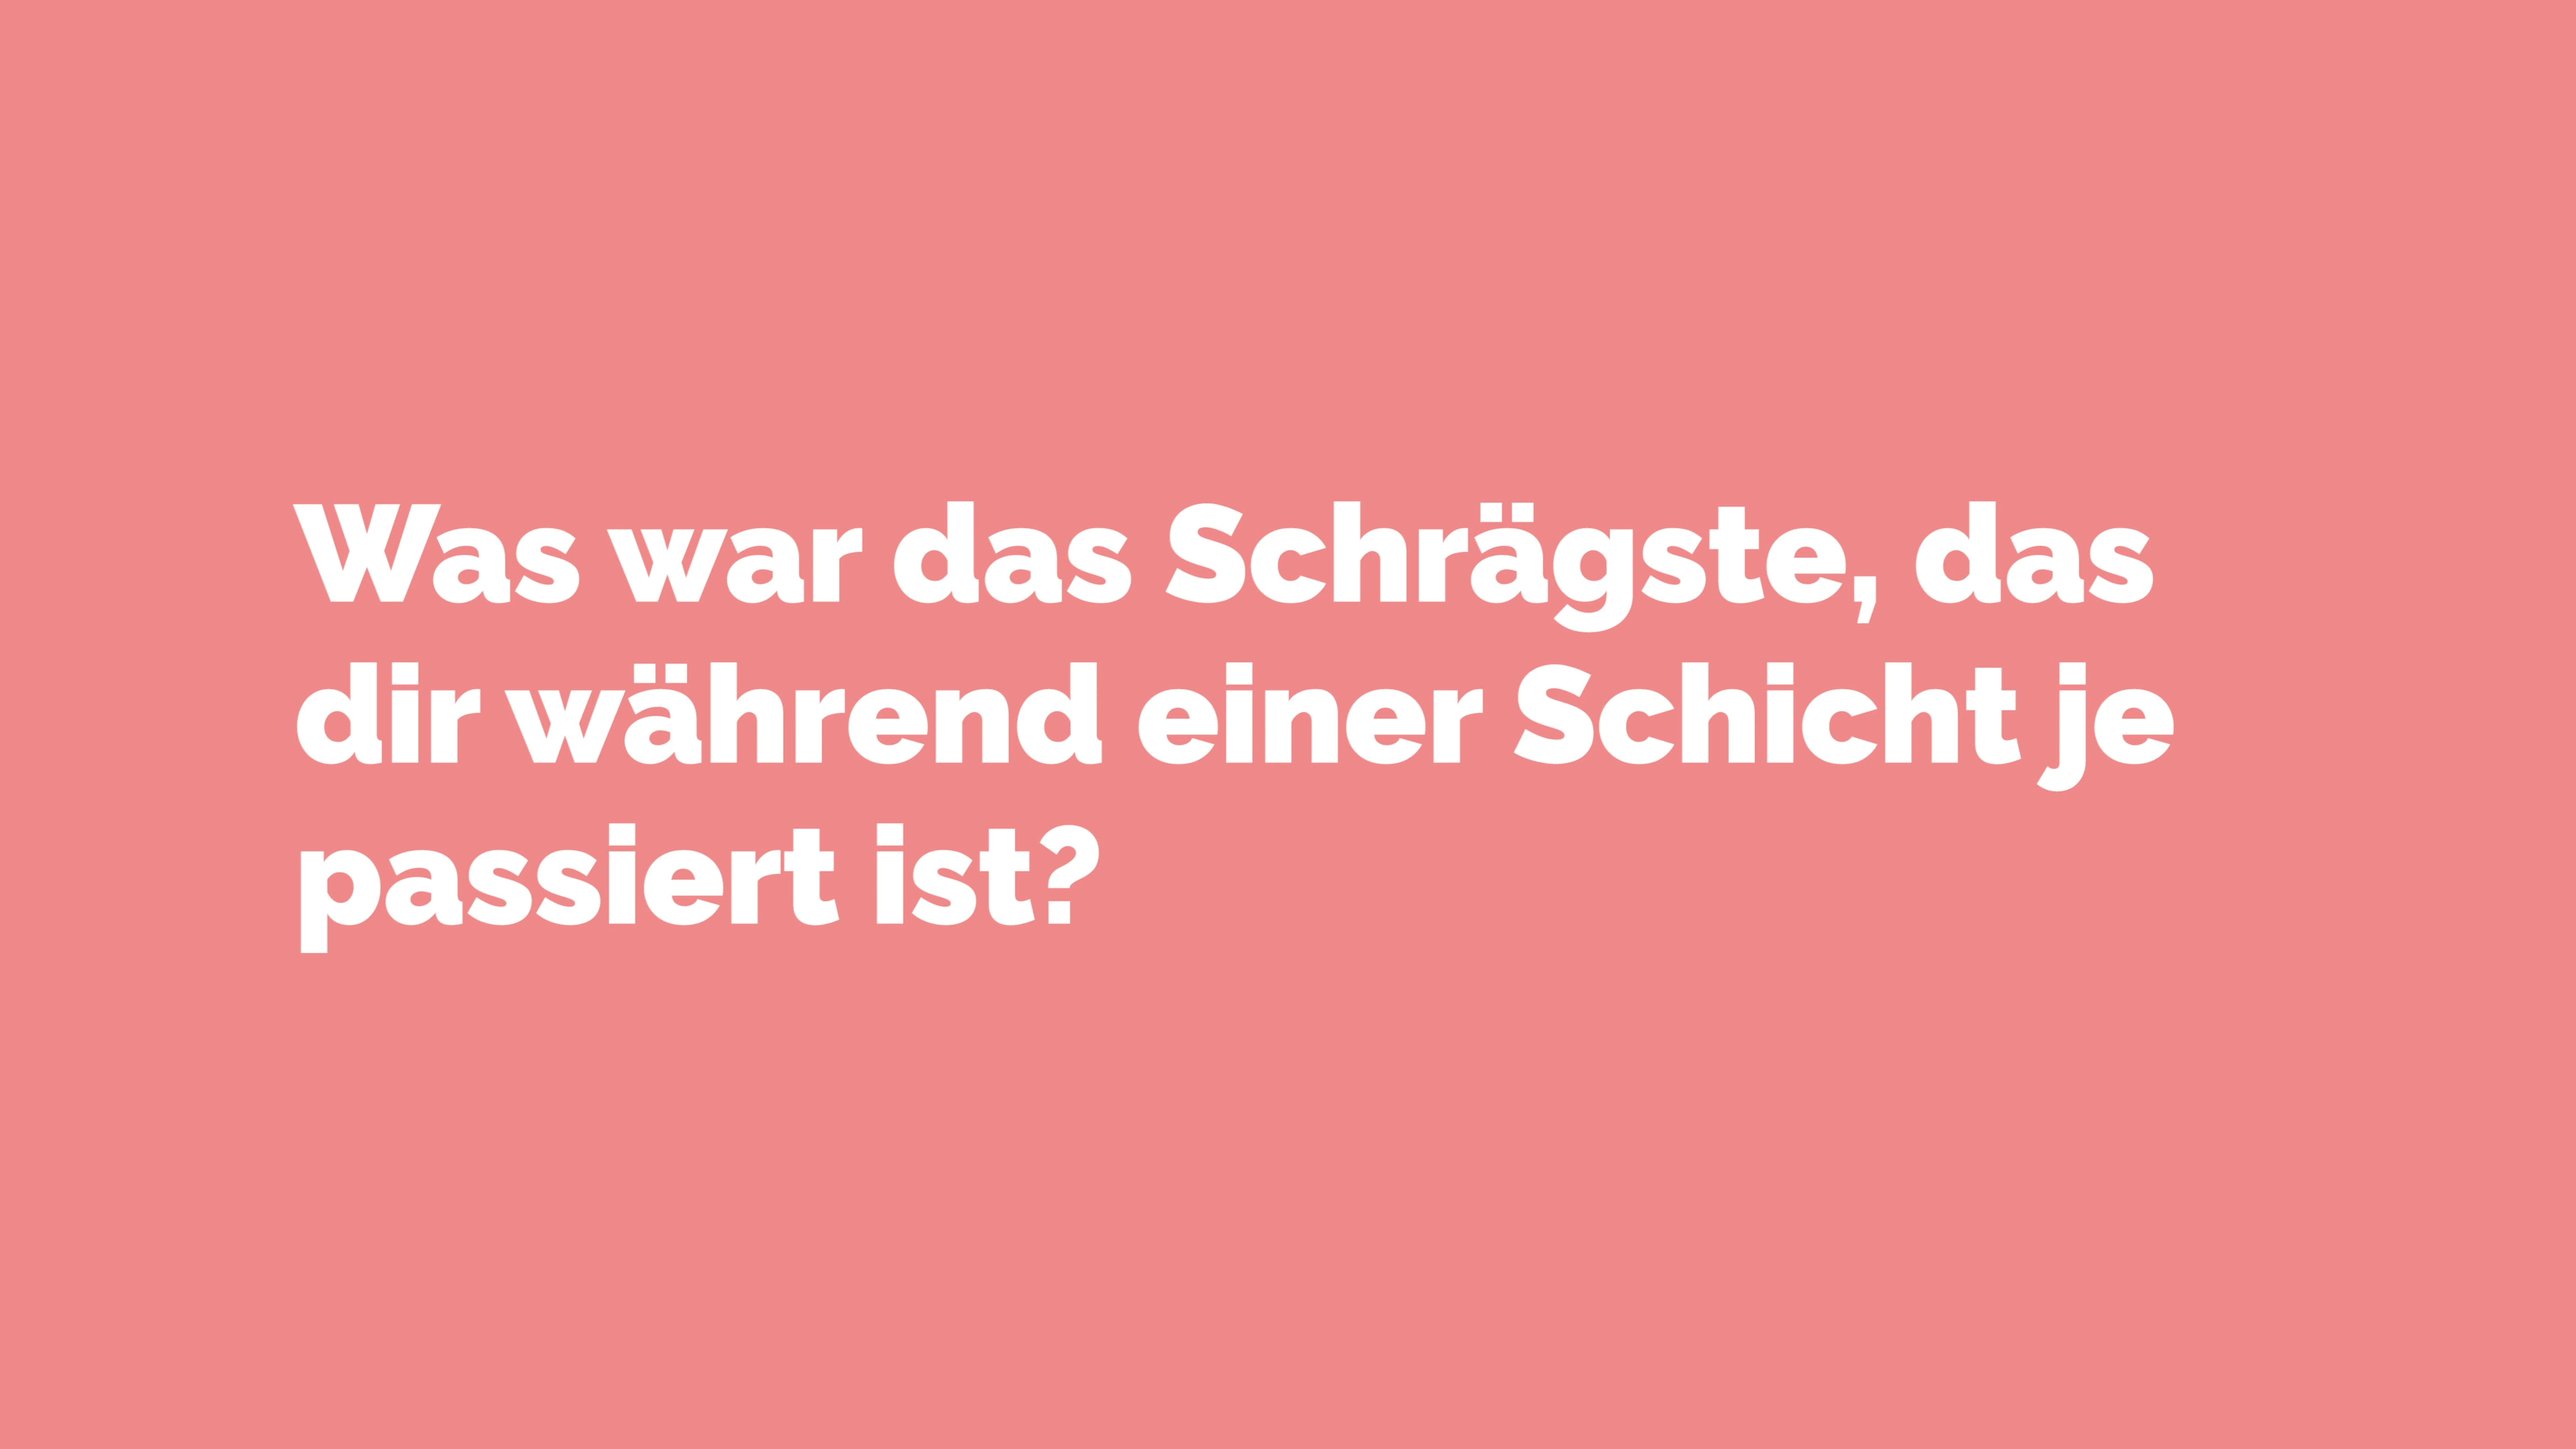 Was war das Schrägste, das
dir während einer Schicht je
passiert ist?